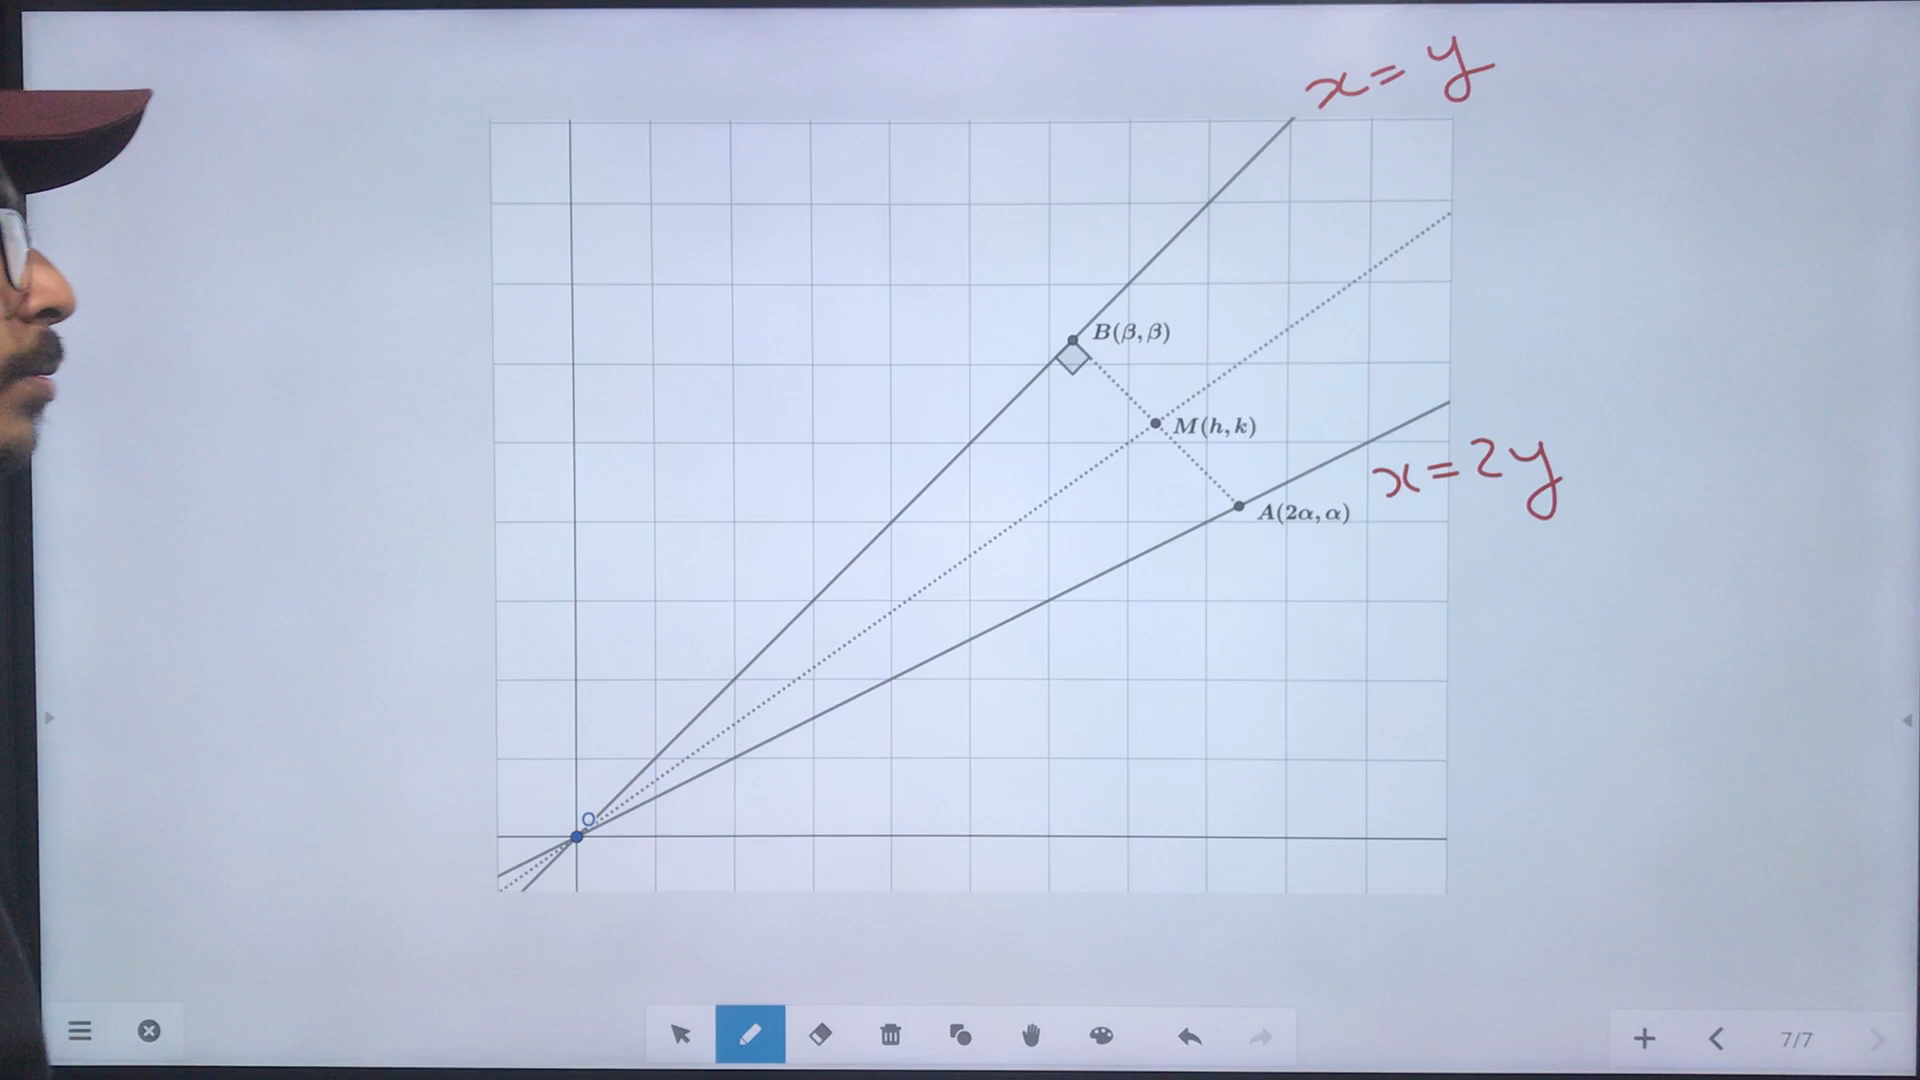 x = y
B(β, β)
M(h, k)
x = 2y
A(2α, α)
O
7/7